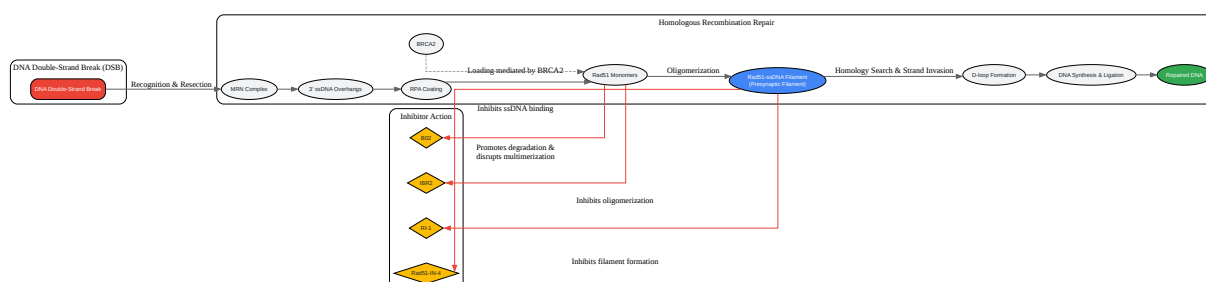 Homologous Recombination Repair
DNA Double-Strand Break (DSB)
DNA Double-Strand Break
Recognition & Resection
MRN Complex
3' ssDNA Overhangs
RPA Coating
BRCA2
Loading mediated by BRCA2
Rad51 Monomers
Oligomerization
Rad51-ssDNA Filament
(Presynaptic Filament)
Homology Search & Strand Invasion
D-loop Formation
DNA Synthesis & Ligation
Repaired DNA
Inhibitor Action
Inhibits ssDNA binding
B02
Promotes degradation &
disrupts multimerization
IBR2
Inhibits oligomerization
RI-1
Inhibits filament formation
Rad51-IN-4